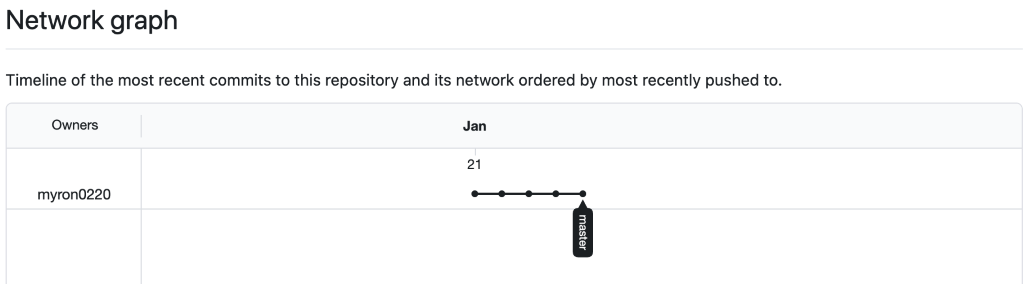 Network graph
Timeline of the most recent commits to this repository and its network ordered by most recently pushed to.
Owners
Jan
21
myron0220
master